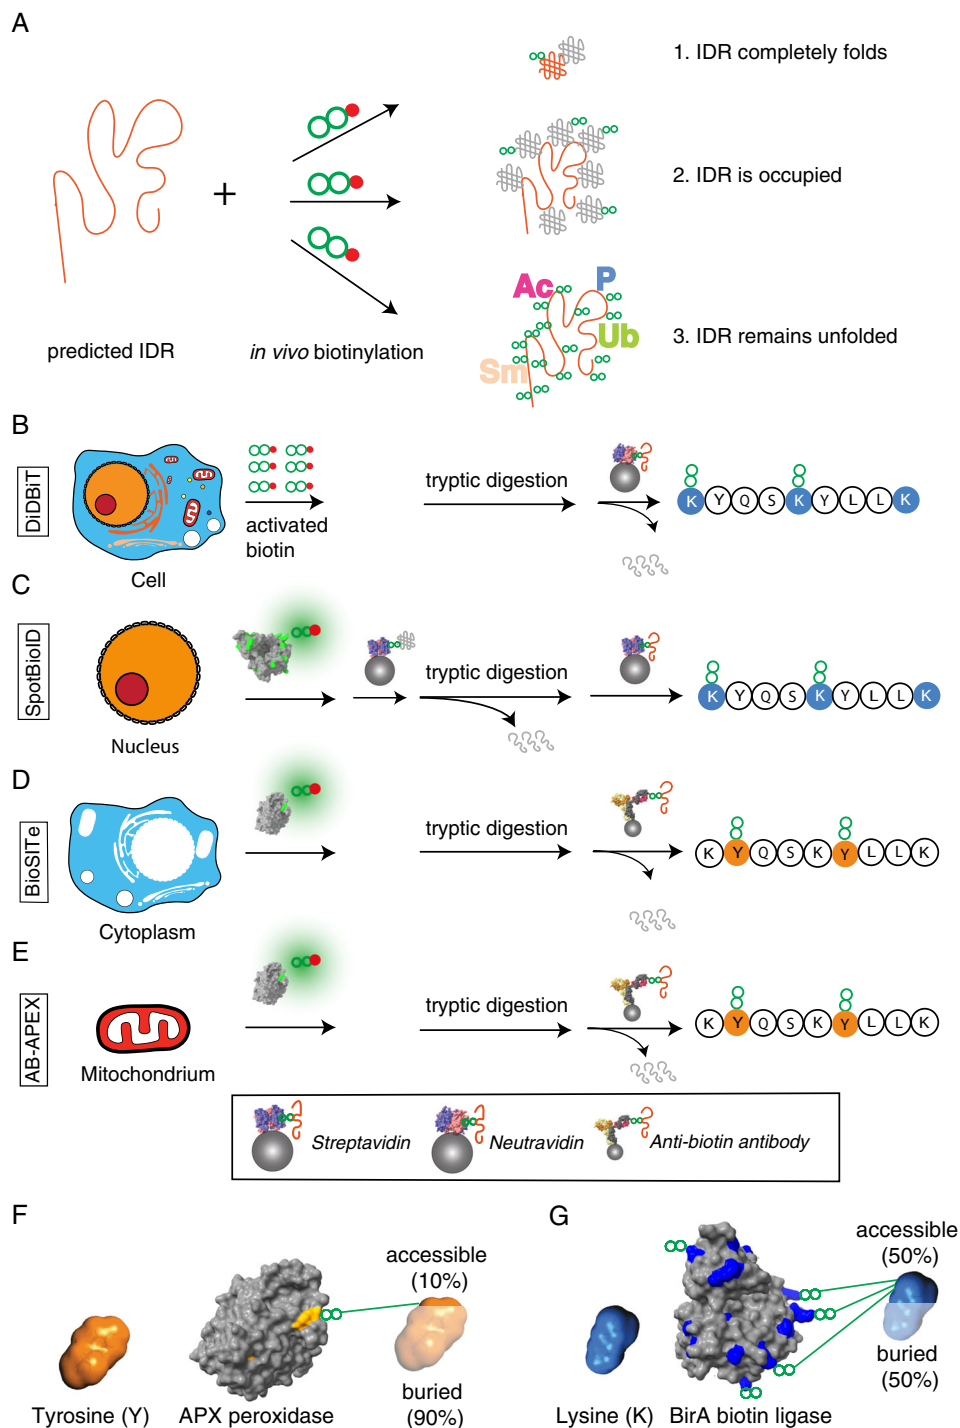 A
1. IDR completely folds
+
2. IDR is occupied
Ac P
Ub
Sm
3. IDR remains unfolded
predicted IDR
in vivo biotinylation
B
DiDBiT
Cell
activated
biotin
tryptic digestion
K Y Q S K Y L L K
C
SpotBioID
Nucleus
tryptic digestion
K Y Q S K Y L L K
D
BioSITe
Cytoplasm
tryptic digestion
K Y Q S K Y L L K
E
AB-APEX
Mitochondrium
tryptic digestion
K Y Q S K Y L L K
Streptavidin
Neutravidin
Anti-biotin antibody
F
accessible
(10%)
buried
(90%)
Tyrosine (Y)
APX peroxidase
G
accessible
(50%)
buried
(50%)
Lysine (K)
BirA biotin ligase